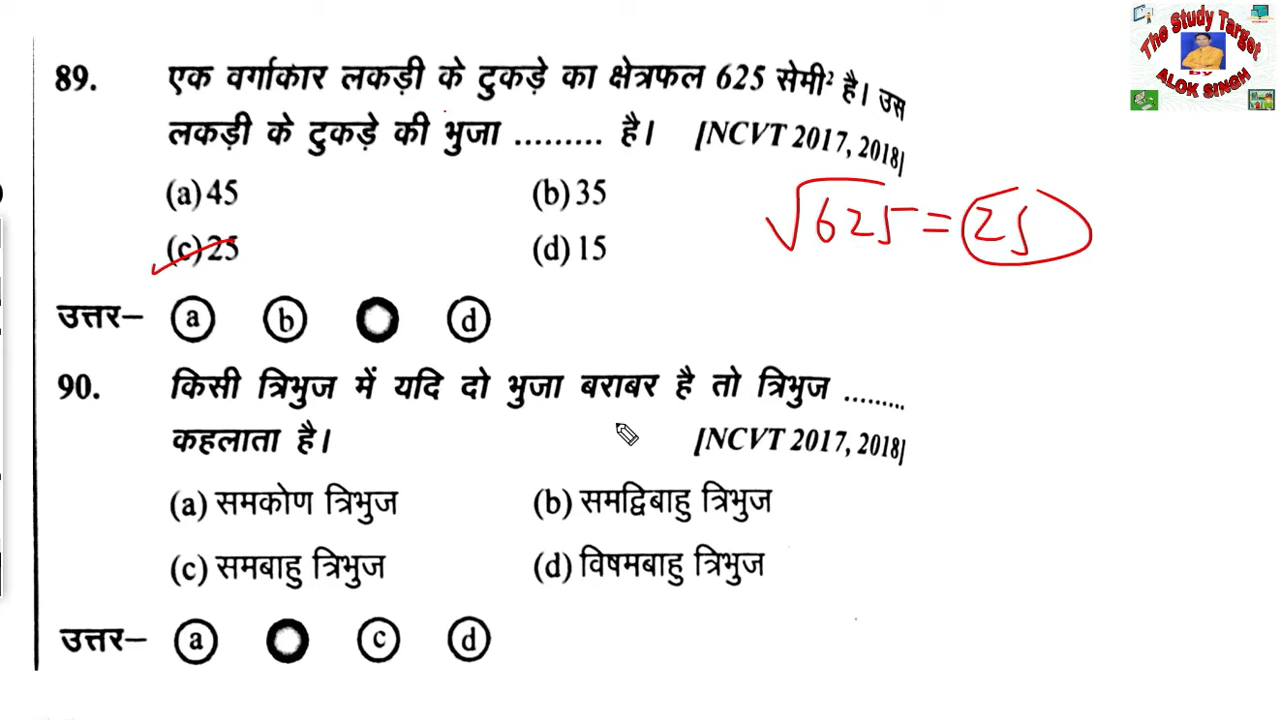 The Study Target
BY
ALOK SINGH
89. एक वर्गाकार लकड़ी के टुकड़े का क्षेत्रफल 625 सेमी² है। उस
लकड़ी के टुकड़े की भुजा ......... है। [NCVT 2017, 2018]
(a) 45 (b) 35
√625 = 25
(c) 25 (d) 15
उत्तर– a b d
90. किसी त्रिभुज में यदि दो भुजा बराबर है तो त्रिभुज .........
कहलाता है। [NCVT 2017, 2018]
(a) समकोण त्रिभुज (b) समद्विबाहु त्रिभुज
(c) समबाहु त्रिभुज (d) विषमबाहु त्रिभुज
उत्तर– a c d